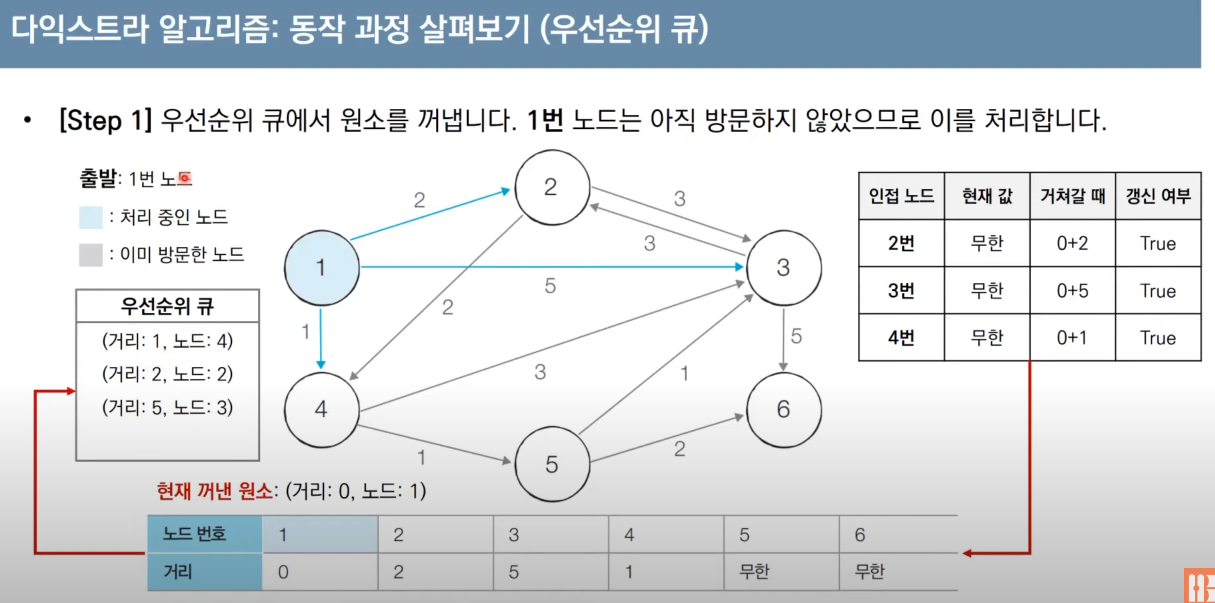 다익스트라 알고리즘: 동작 과정 살펴보기 (우선순위 큐)
• [Step 1] 우선순위 큐에서 원소를 꺼냅니다. 1번 노드는 아직 방문하지 않았으므로 이를 처리합니다.
출발: 1번 노
: 처리 중인 노드
: 이미 방문한 노드
우선순위 큐
(거리: 1, 노드: 4)
(거리: 2, 노드: 2)
(거리: 5, 노드: 3)
2
2
3
3
1
3
5
2
1
5
3
1
4
6
1
2
5
인접 노드 현재 값 거쳐갈 때 갱신 여부
2번 무한 0+2 True
3번 무한 0+5 True
4번 무한 0+1 True
현재 꺼낸 원소: (거리: 0, 노드: 1)
노드 번호 1 2 3 4 5 6
거리 0 2 5 1 무한 무한